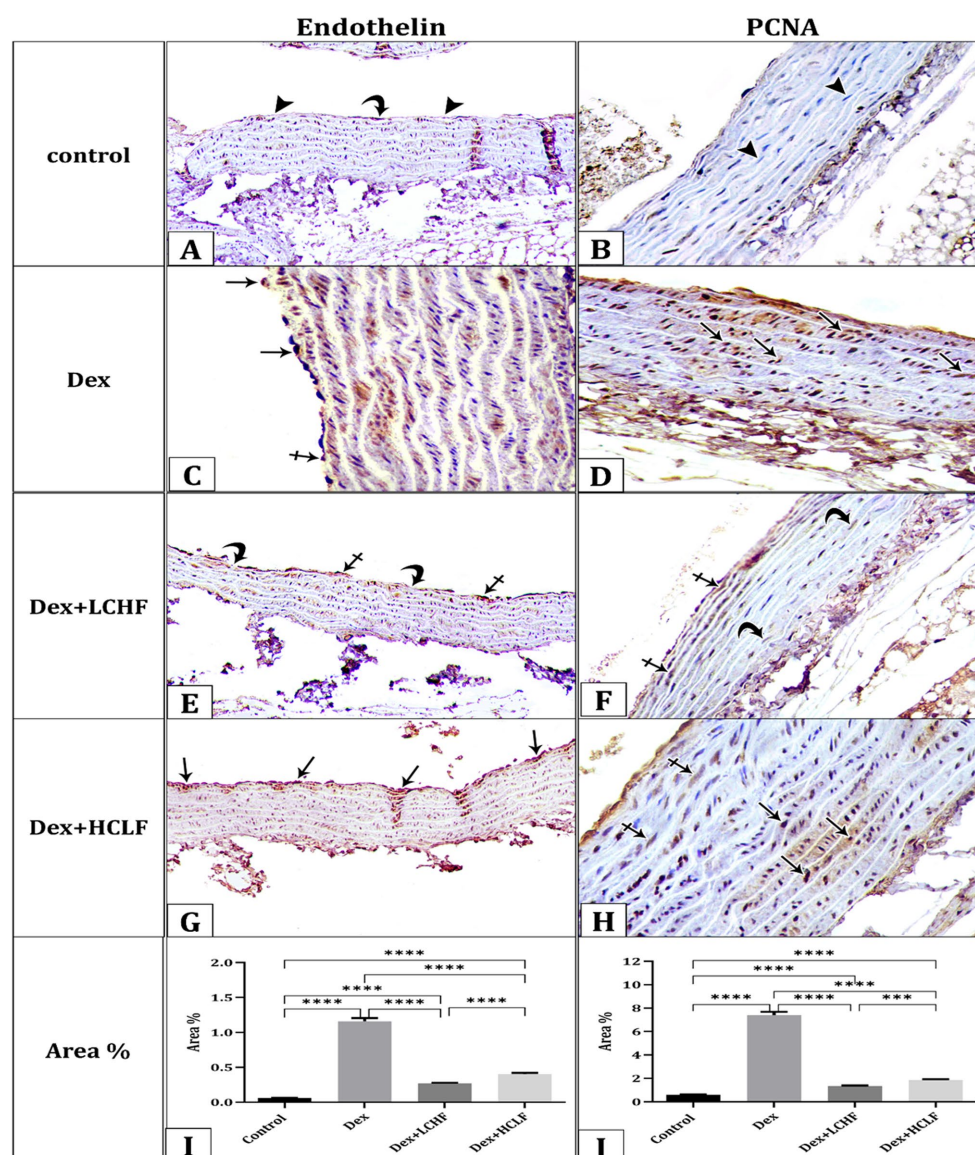 Endothelin PCNA
control
A B
Dex
C D
Dex+LCHF
E F
Dex+HCLF
G H
Area %
Area %
2.0
1.5
1.0
0.5
0.0
****
****
****
**** **** ****
Control Dex Dex+LCHF Dex+HCLF
I
Area %
12
10
8
6
4
2
0
****
****
****
**** **** ***
Control Dex Dex+LCHF Dex+HCLF
J